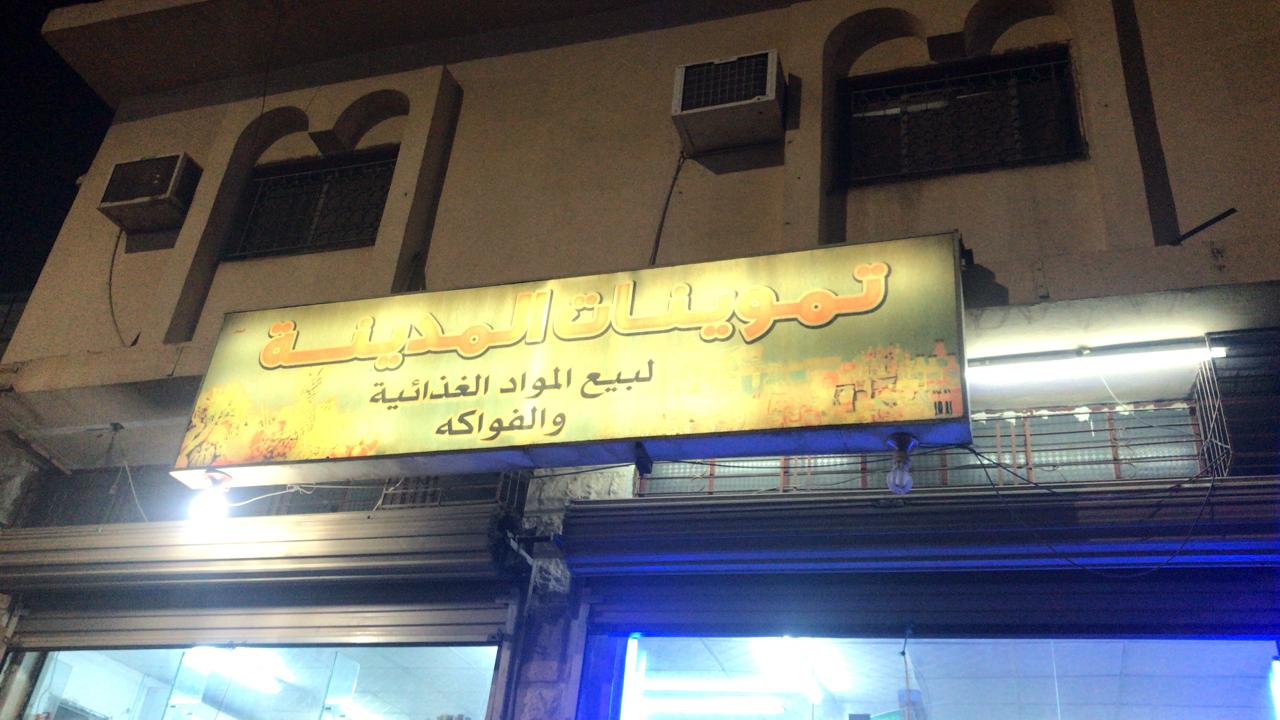 تموينات المدينة
لبيع المواد الغذائية
والفواكه